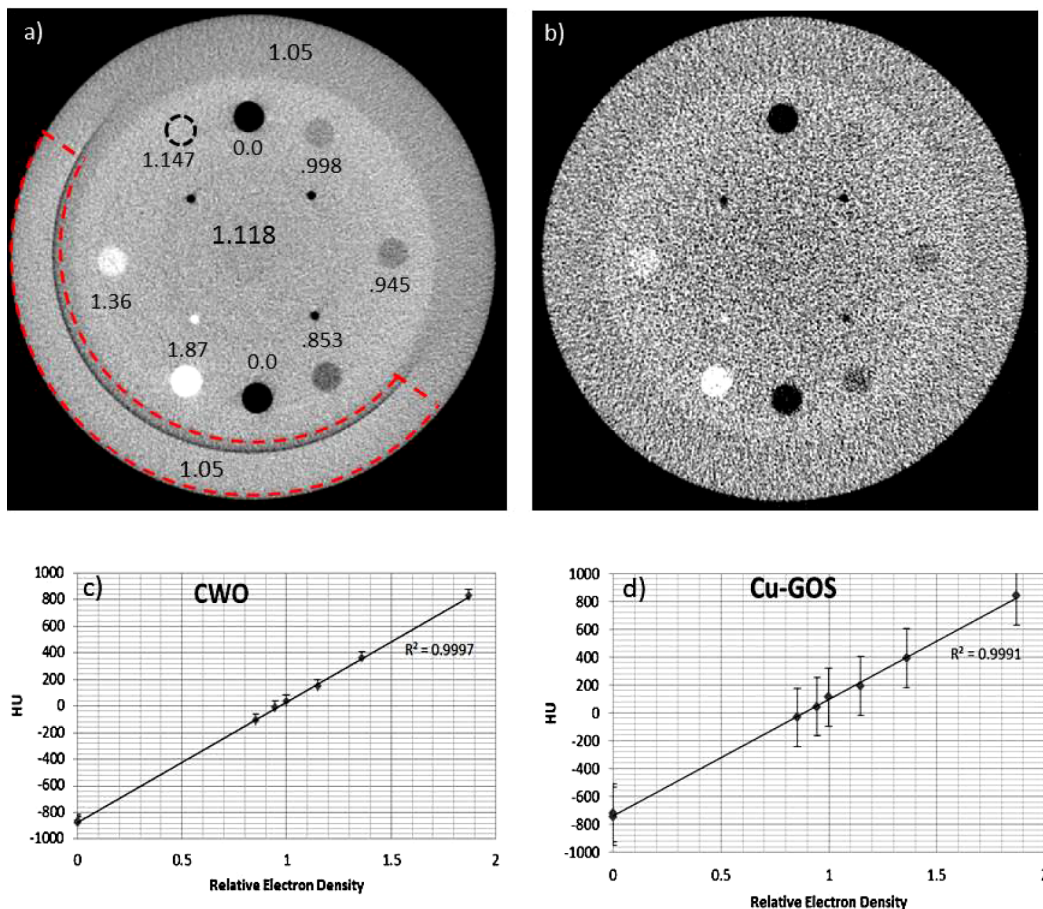 a)
1.05
1.147
0.0
.998
1.118
.945
1.36
.853
1.87
0.0
1.05
b)
c)
CWO
1000
800
600
400
200
0
-200
-400
-600
-800
-1000
HU
R² = 0.9997
0 0.5 1 1.5 2
Relative Electron Density
d)
Cu-GOS
1000
800
600
400
200
0
-200
-400
-600
-800
-1000
HU
R² = 0.9991
0 0.5 1 1.5 2
Relative Electron Density